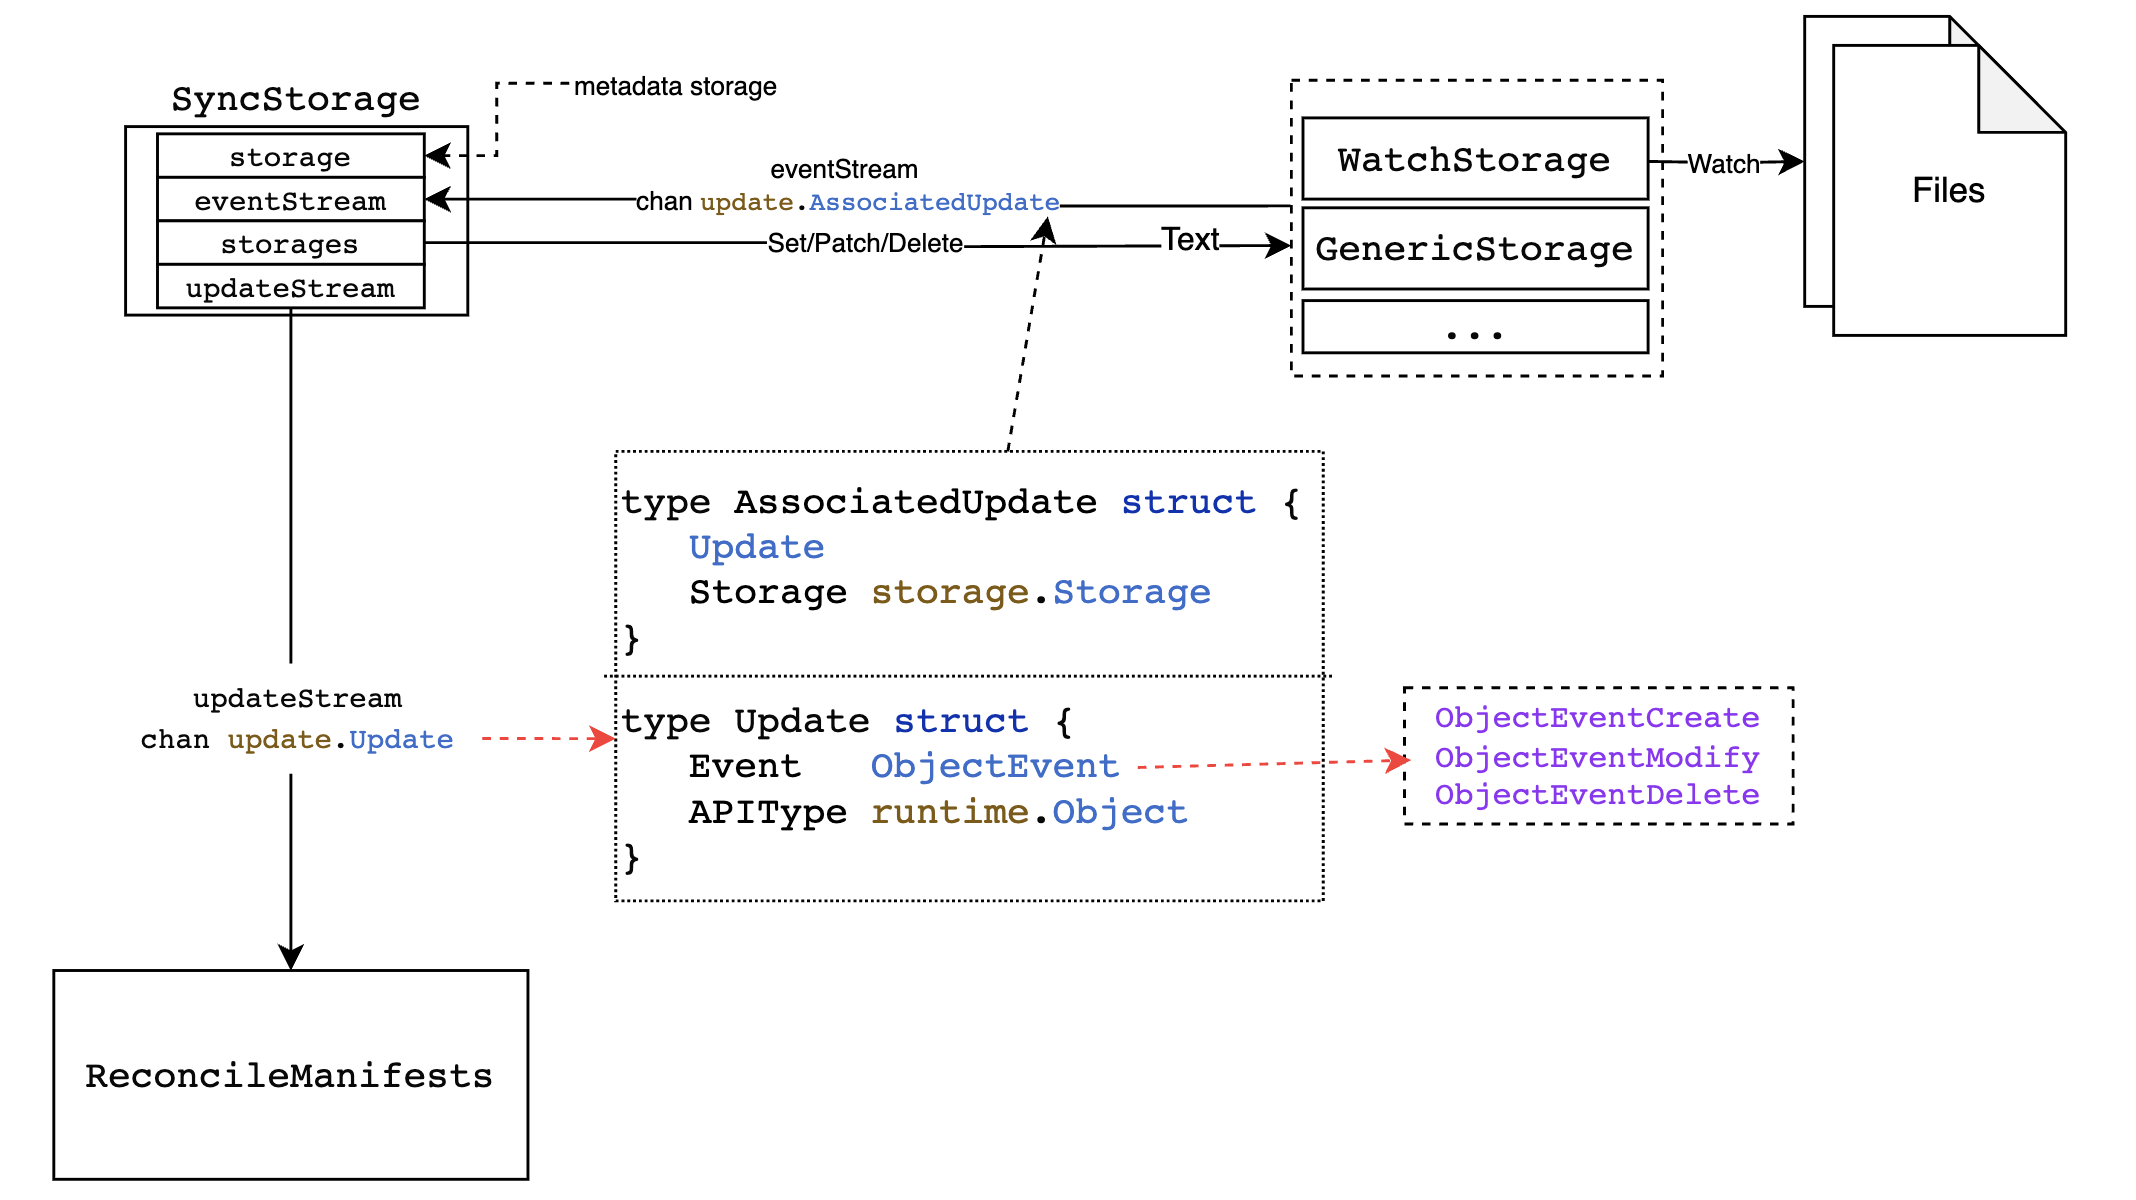 SyncStorage
metadata storage
storage
eventStream
storages
updateStream
eventStream
chan update.AssociatedUpdate
Set/Patch/Delete
Text
WatchStorage
GenericStorage
...
Watch
Files
type AssociatedUpdate struct {
Update
Storage storage.Storage
}
type Update struct {
Event ObjectEvent
APIType runtime.Object
}
updateStream
chan update.Update
ObjectEventCreate
ObjectEventModify
ObjectEventDelete
ReconcileManifests